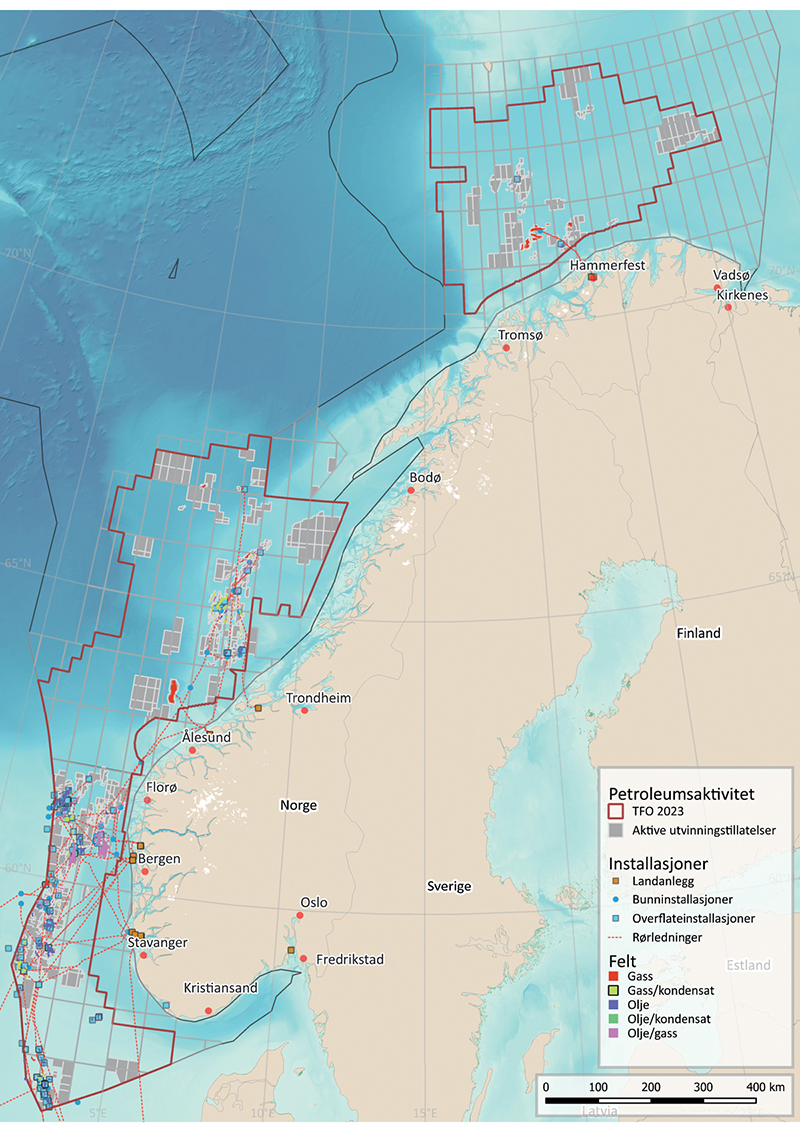 70°N
70°N
Hammerfest
Vadsø
Kirkenes
Tromsø
Bodø
65°N
65°N
Finland
Trondheim
Ålesund
Florø
Norge
60°N
Bergen
Sverige
Oslo
Stavanger
Fredrikstad
Estland
Kristiansand
Petroleumsaktivitet
TFO 2023
Aktive utvinningstillatelser
Installasjoner
Landanlegg
Bunninstallasjoner
Overflateinstallasjoner
Rørledninger
Felt
Gass
Gass/kondensat
Olje
Olje/kondensat
Olje/gass
0 100 200 300 400 km
5°E
10°E
15°E
Latvia